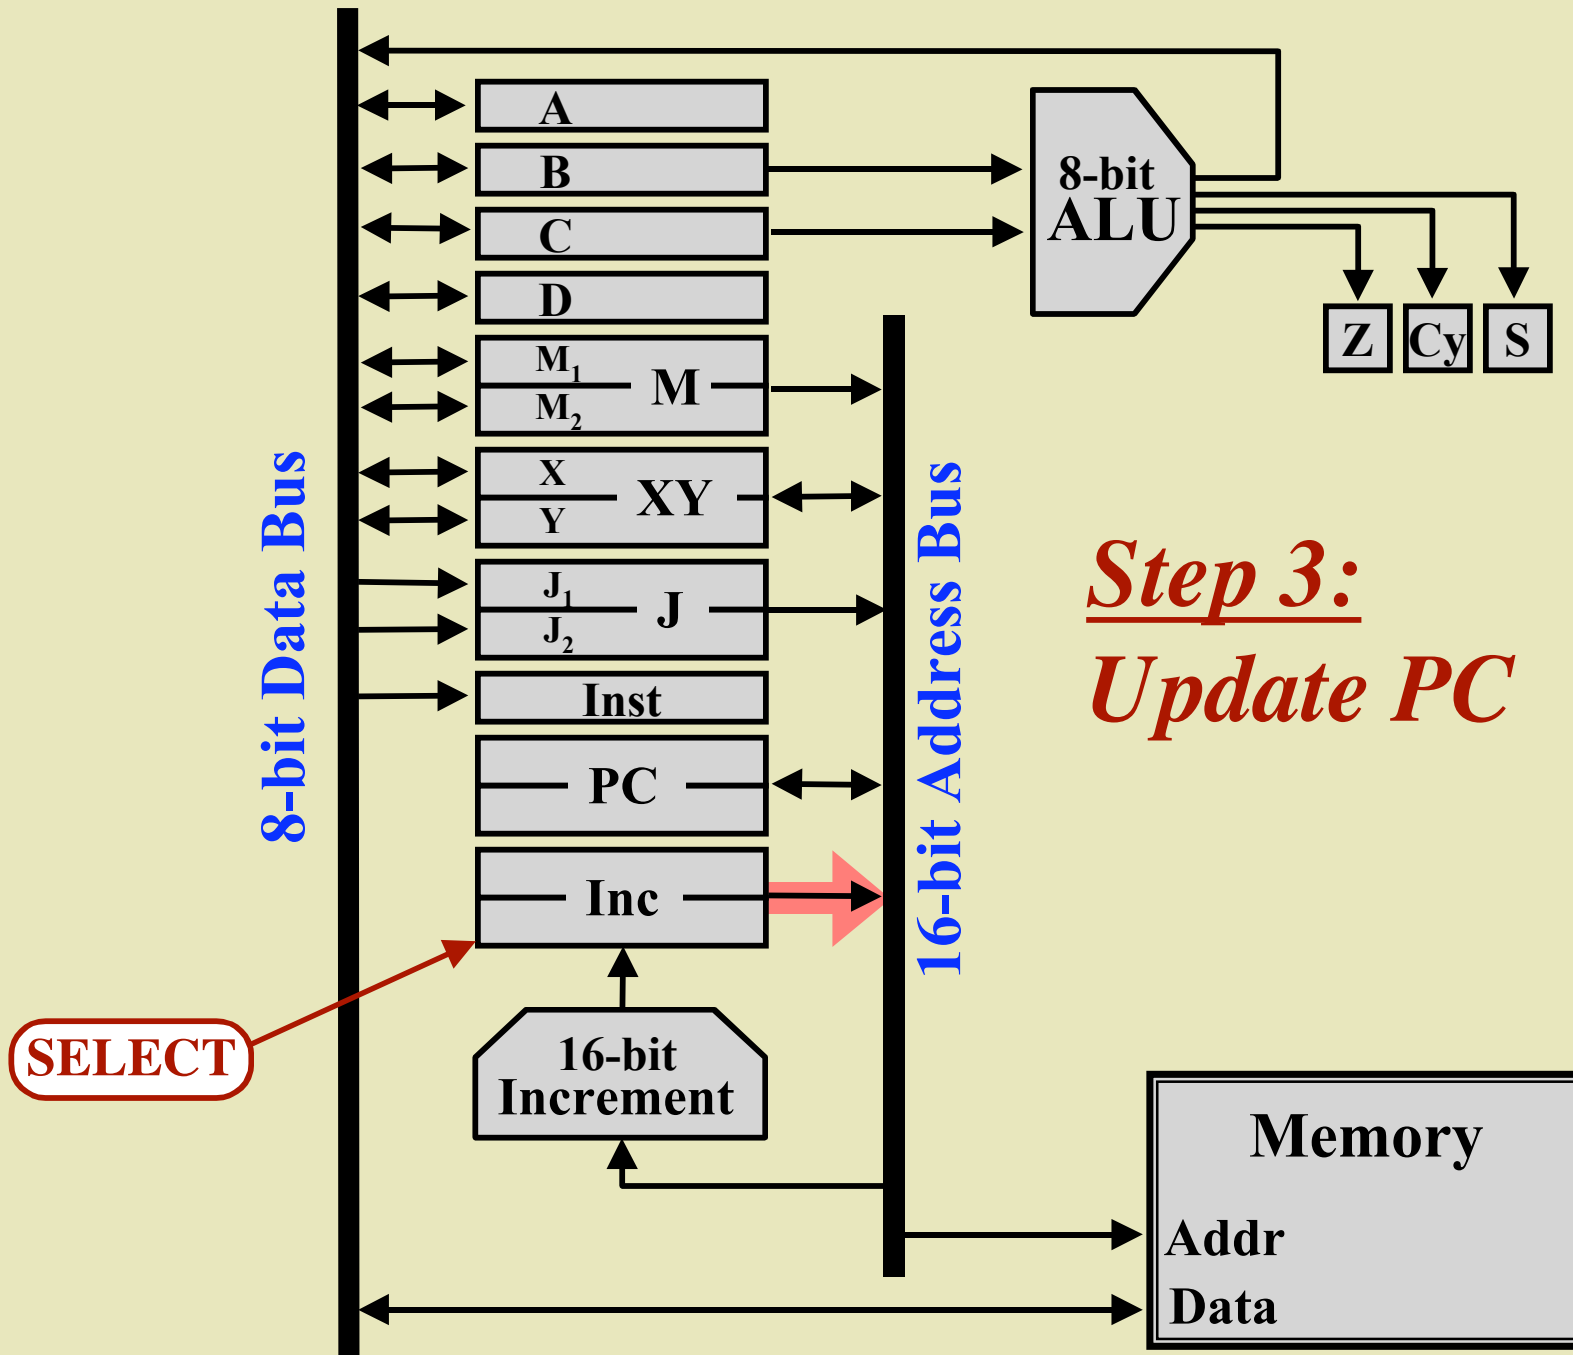 A
B
C
D
M1
M2
M
X
Y
XY
J1
J2
J
Inst
PC
Inc
16-bit
Increment
8-bit
ALU
Z
Cy
S
8-bit Data Bus
16-bit Address Bus
Step 3:
Update PC
SELECT
Memory
Addr
Data